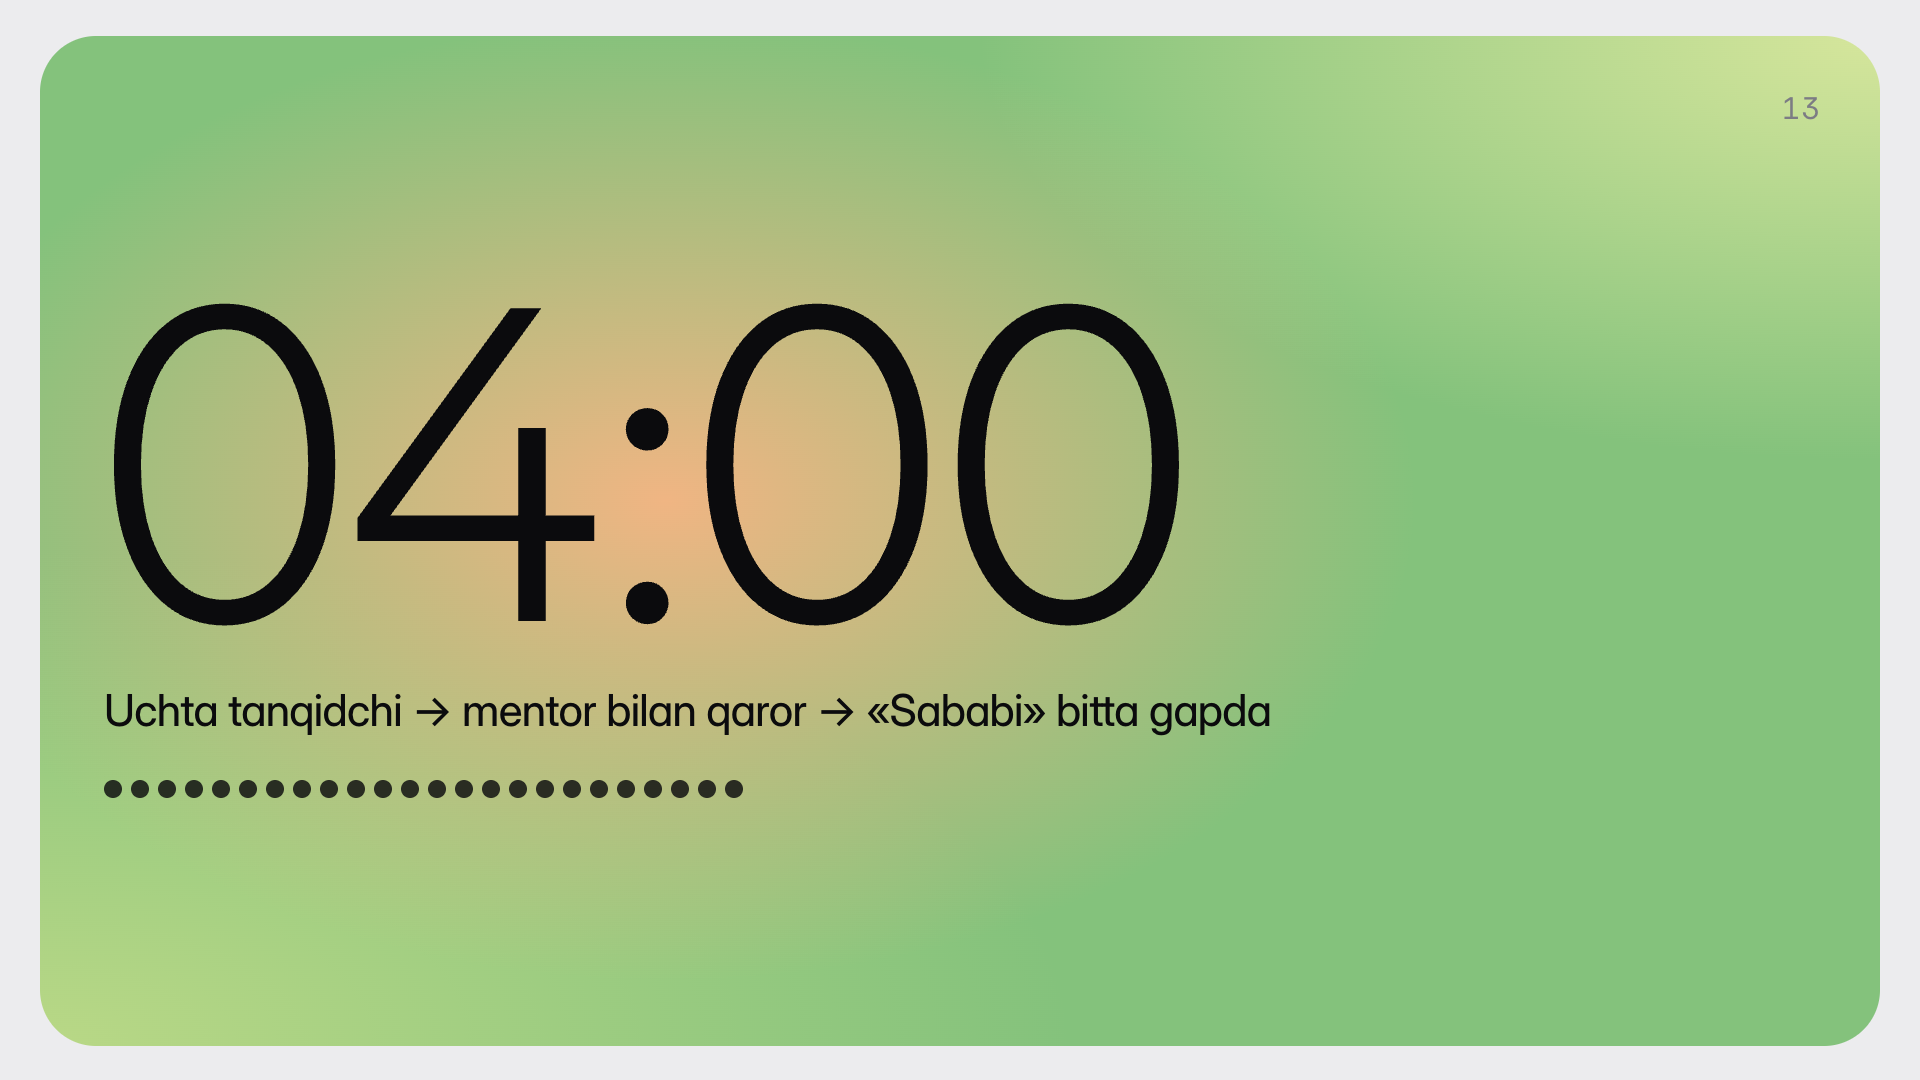 13
04:00
Uchta tanqidchi → mentor bilan qaror → «Sababi» bitta gapda